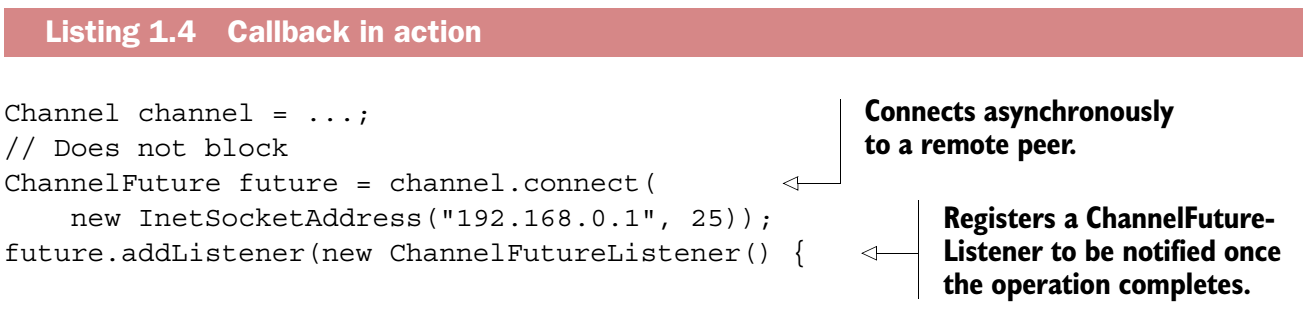 Listing 1.4 Callback in action
Channel channel = ...;
// Does not block
ChannelFuture future = channel.connect(
    new InetSocketAddress("192.168.0.1", 25));
future.addListener(new ChannelFutureListener() {
Connects asynchronously
to a remote peer.
Registers a ChannelFuture-
Listener to be notified once
the operation completes.